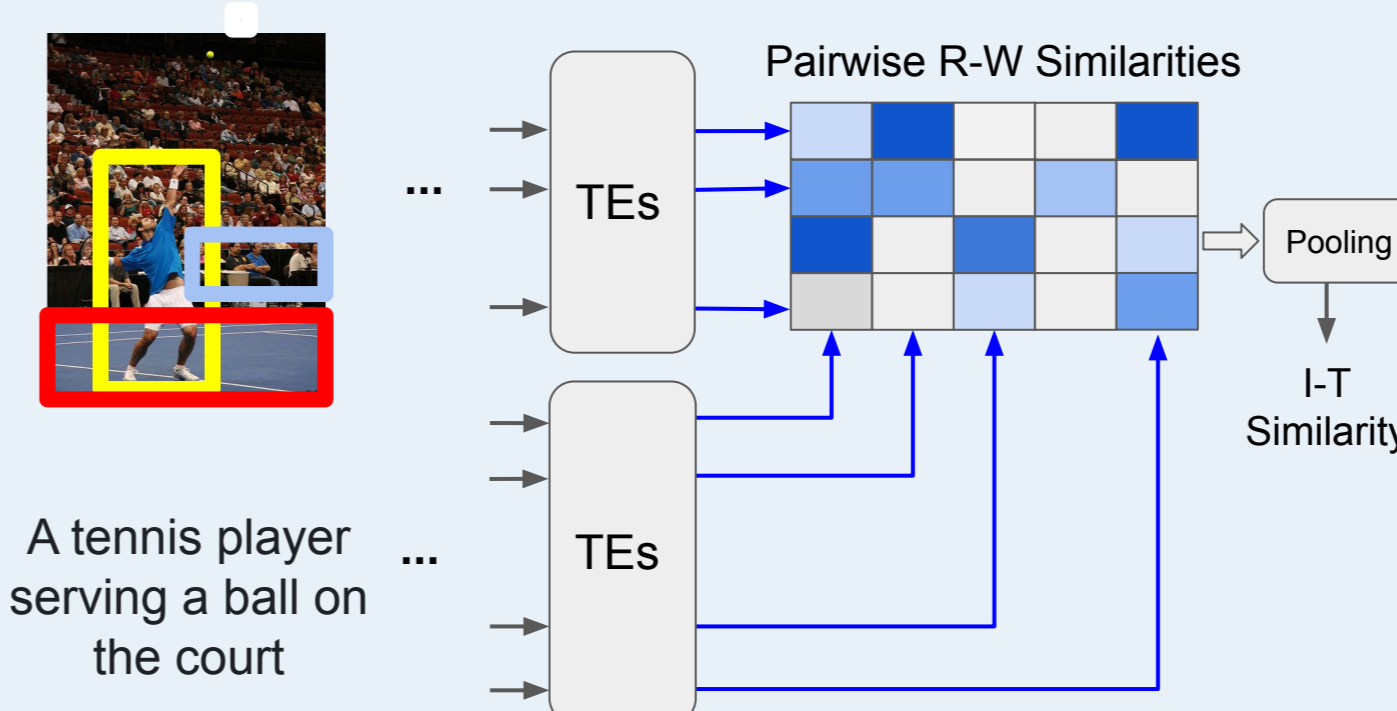 Pairwise R-W Similarities
...
TEs
Pooling
I-T
Similarity
A tennis player
serving a ball on
the court
...
TEs